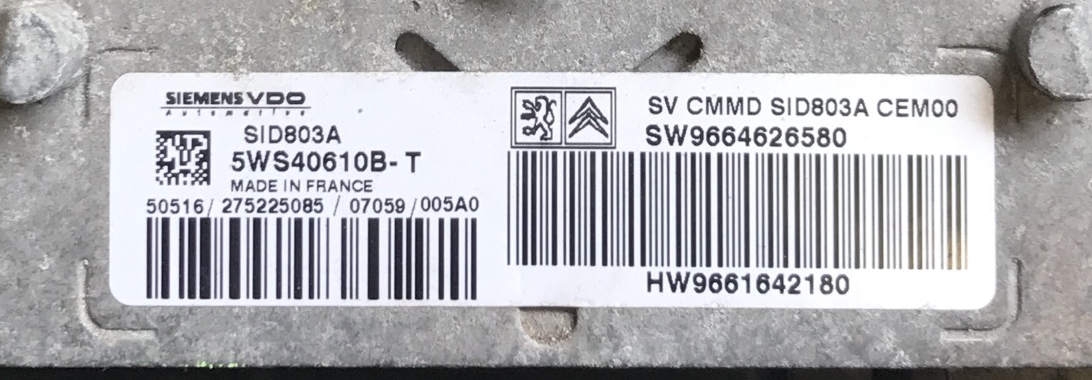 SIEMENS VDO
Automotive
SID803A
5WS40610B-T
MADE IN FRANCE
50516/275225085/07059/005A0
SV CMMD SID803A CEM00
SW9664626580
HW9661642180